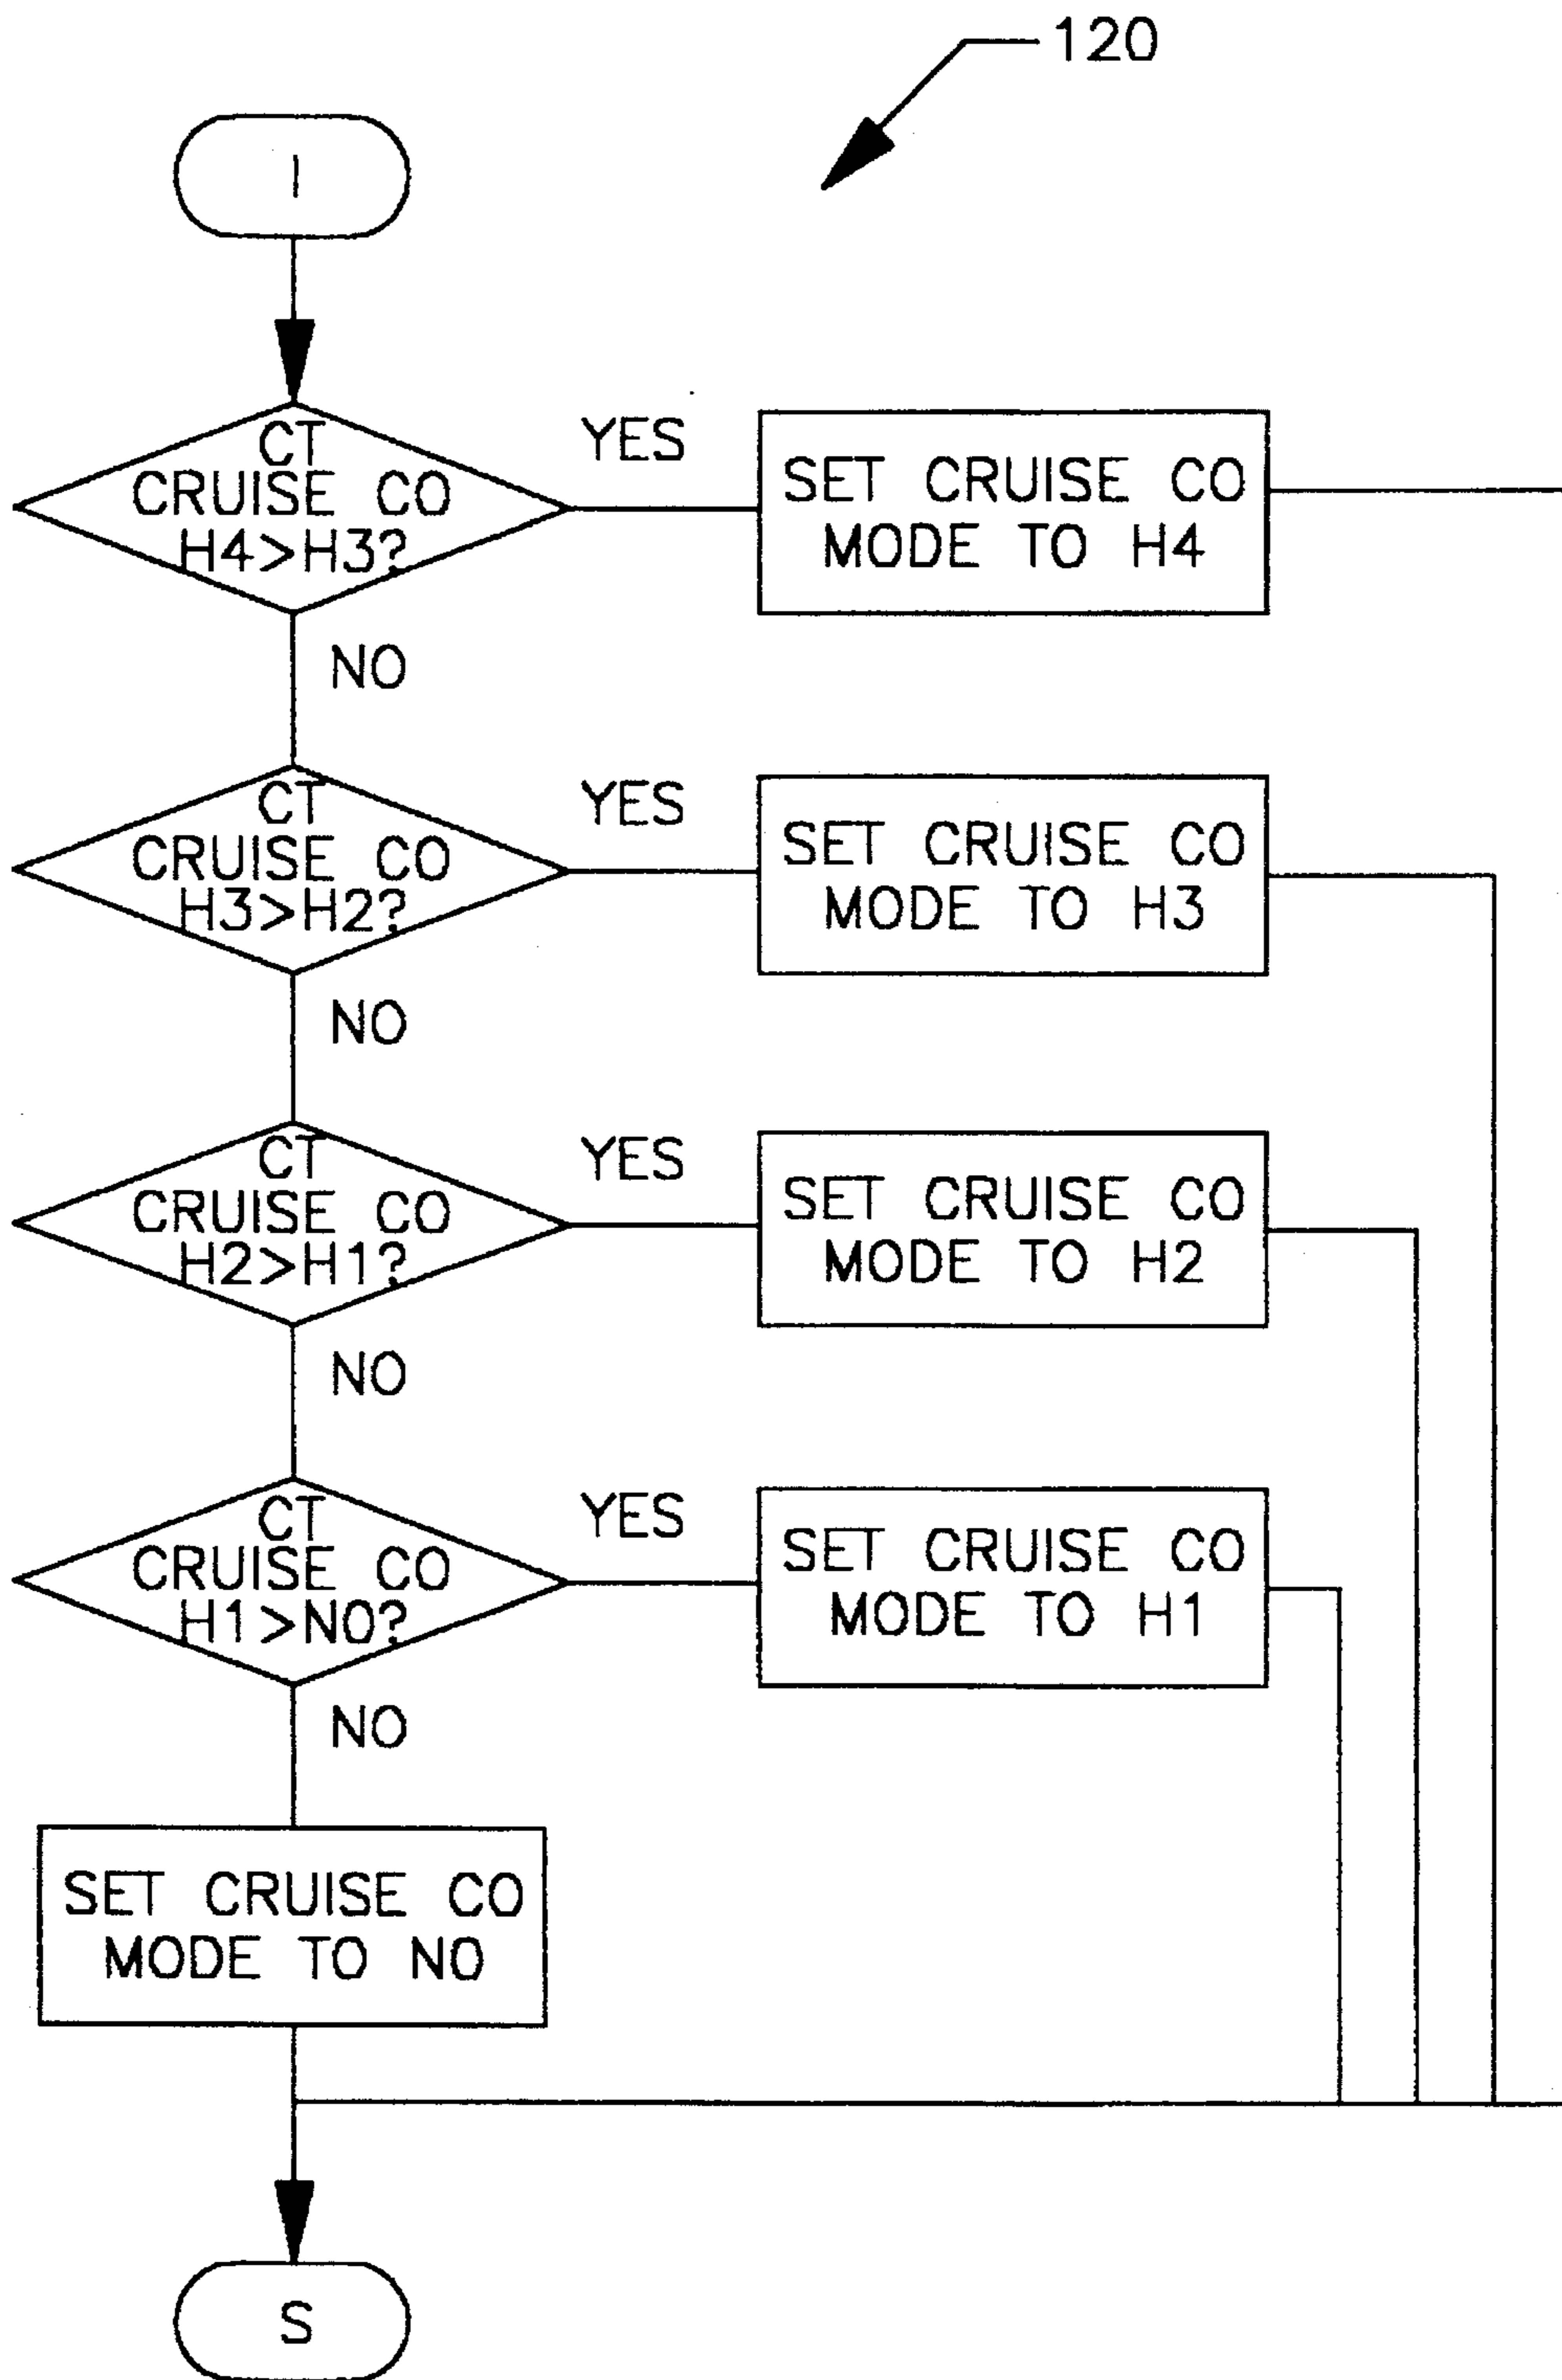 120
I
CT
CRUISE CO
H4>H3?
YES
SET CRUISE CO
MODE TO H4
NO
CT
CRUISE CO
H3>H2?
YES
SET CRUISE CO
MODE TO H3
NO
CT
CRUISE CO
H2>H1?
YES
SET CRUISE CO
MODE TO H2
NO
CT
CRUISE CO
H1>NO?
YES
SET CRUISE CO
MODE TO H1
NO
SET CRUISE CO
MODE TO NO
S